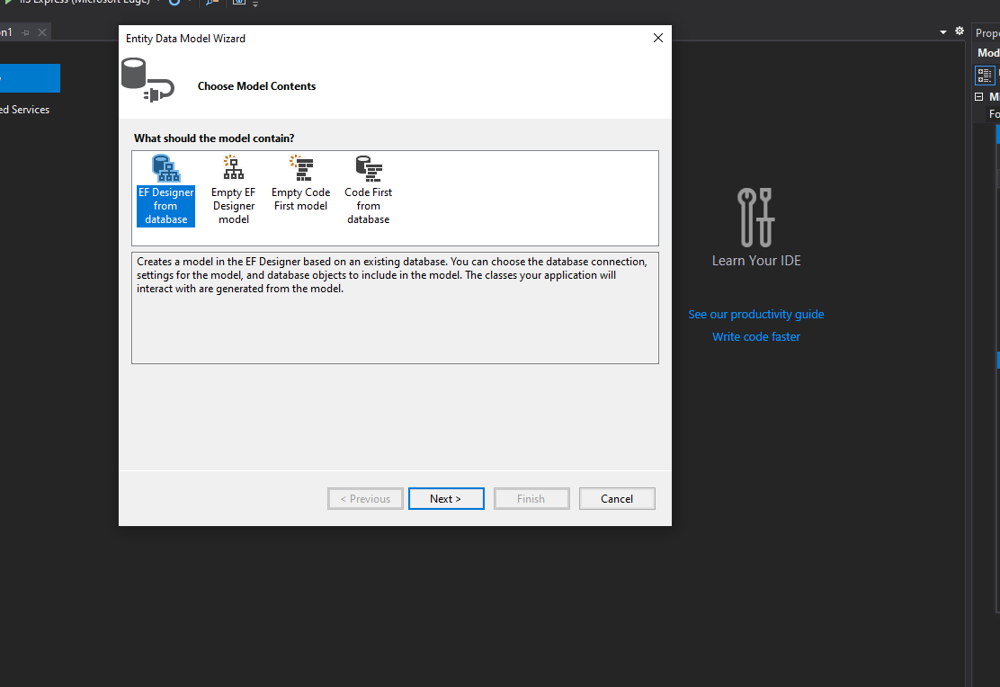 IIS Express (Microsoft Edge)
Entity Data Model Wizard
Choose Model Contents
What should the model contain?
EF Designer
from
database
Empty EF
Designer
model
Empty Code
First model
Code First
from
database
Creates a model in the EF Designer based on an existing database. You can choose the database connection,
settings for the model, and database objects to include in the model. The classes your application will
interact with are generated from the model.
< Previous
Next >
Finish
Cancel
n1
ed Services
Learn Your IDE
See our productivity guide
Write code faster
Prope
Mod
M
Fo